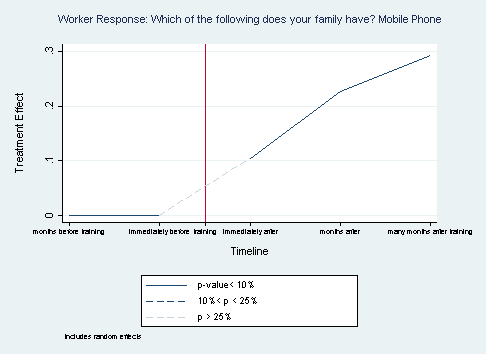 Worker Response: Which of the following does your family have? Mobile Phone
.3
.2
.1
0
Treatment Effect
months before training
immediately before training
immediately after
months after
many months after training
Timeline
p-value < 10%
10% < p < 25%
p > 25%
includes random effects